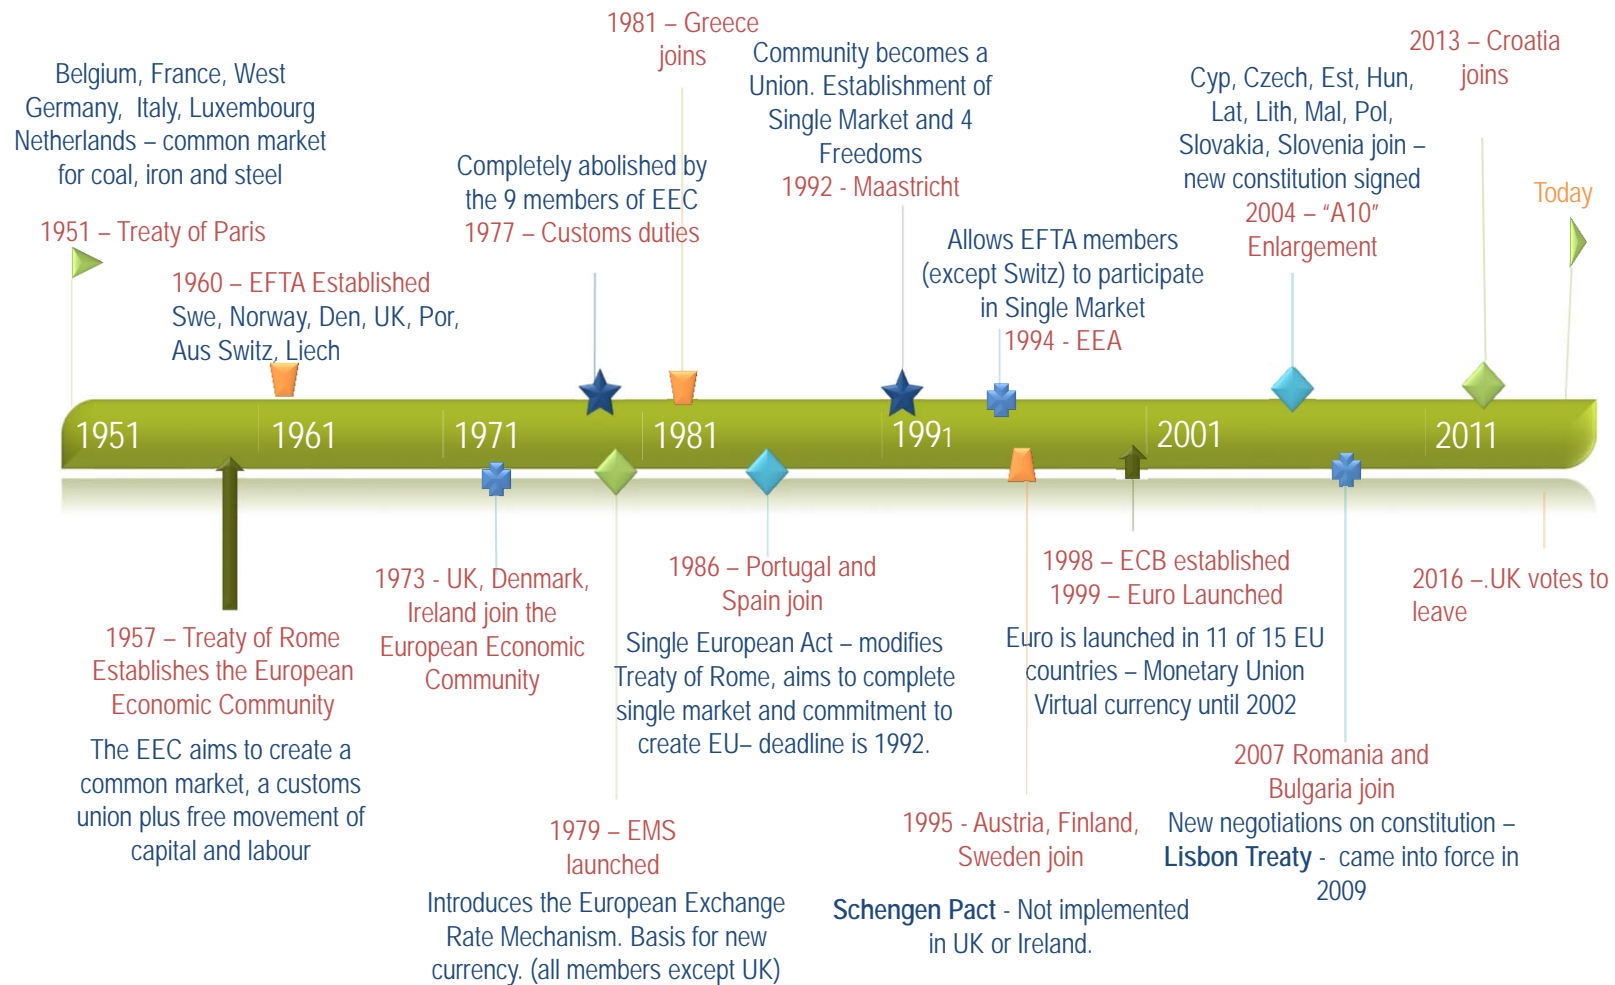 Belgium, France, West
Germany,  Italy, Luxembourg
Netherlands – common market
for coal, iron and steel
1951 – Treaty of Paris
1960 – EFTA Established
Swe, Norway, Den, UK, Por,
Aus Switz, Liech
Completely abolished by
the 9 members of EEC
1977 – Customs duties
1981 – Greece
joins
Community becomes a
Union. Establishment of
Single Market and 4
Freedoms
1992 - Maastricht
Allows EFTA members
(except Switz) to participate
in Single Market
1994 - EEA
Cyp, Czech, Est, Hun,
Lat, Lith, Mal, Pol,
Slovakia, Slovenia join –
new constitution signed
2004 – “A10”
Enlargement
2013 – Croatia
joins
Today
1951
1961
1971
1981
1991
2001
2011
1957 – Treaty of Rome
Establishes the European
Economic Community
The EEC aims to create a
common market, a customs
union plus free movement of
capital and labour
1973 - UK, Denmark,
Ireland join the
European Economic
Community
1979 – EMS
launched
Introduces the European Exchange
Rate Mechanism. Basis for new
currency. (all members except UK)
1986 – Portugal and
Spain join
Single European Act – modifies
Treaty of Rome, aims to complete
single market and commitment to
create EU– deadline is 1992.
1995 - Austria, Finland,
Sweden join
Schengen Pact - Not implemented
in UK or Ireland.
1998 – ECB established
1999 – Euro Launched
Euro is launched in 11 of 15 EU
countries – Monetary Union
Virtual currency until 2002
2007 Romania and
Bulgaria join
New negotiations on constitution –
Lisbon Treaty -  came into force in
2009
2016 –.UK votes to
leave